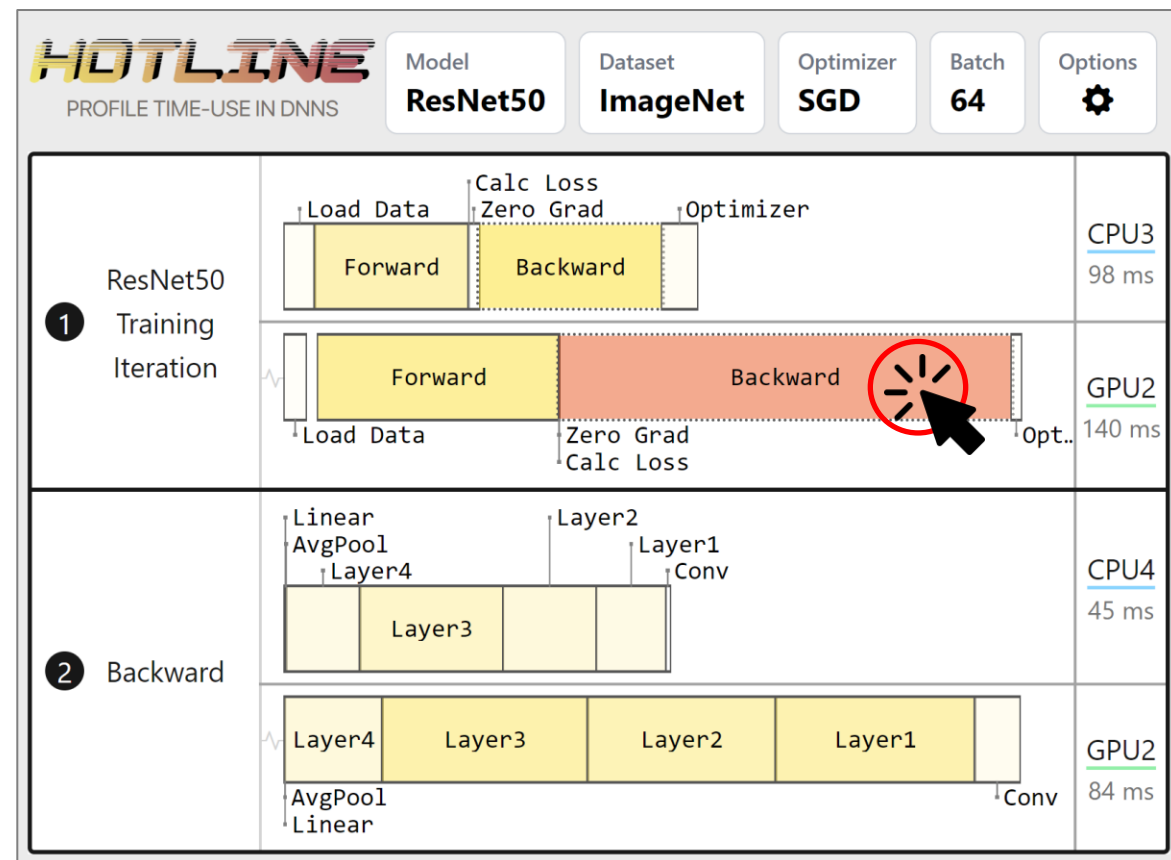 HOTLINE
PROFILE TIME-USE IN DNNS
Model
ResNet50
Dataset
ImageNet
Optimizer
SGD
Batch
64
Options
1
ResNet50
Training
Iteration
Calc Loss
Load Data
Zero Grad
Optimizer
Forward
Backward
CPU3
98 ms
Forward
Backward
Load Data
Zero Grad
Calc Loss
Opt..
GPU2
140 ms
2
Backward
Linear
Layer2
AvgPool
Layer1
Layer4
Conv
Layer3
CPU4
45 ms
Layer4
Layer3
Layer2
Layer1
AvgPool
Linear
Conv
GPU2
84 ms